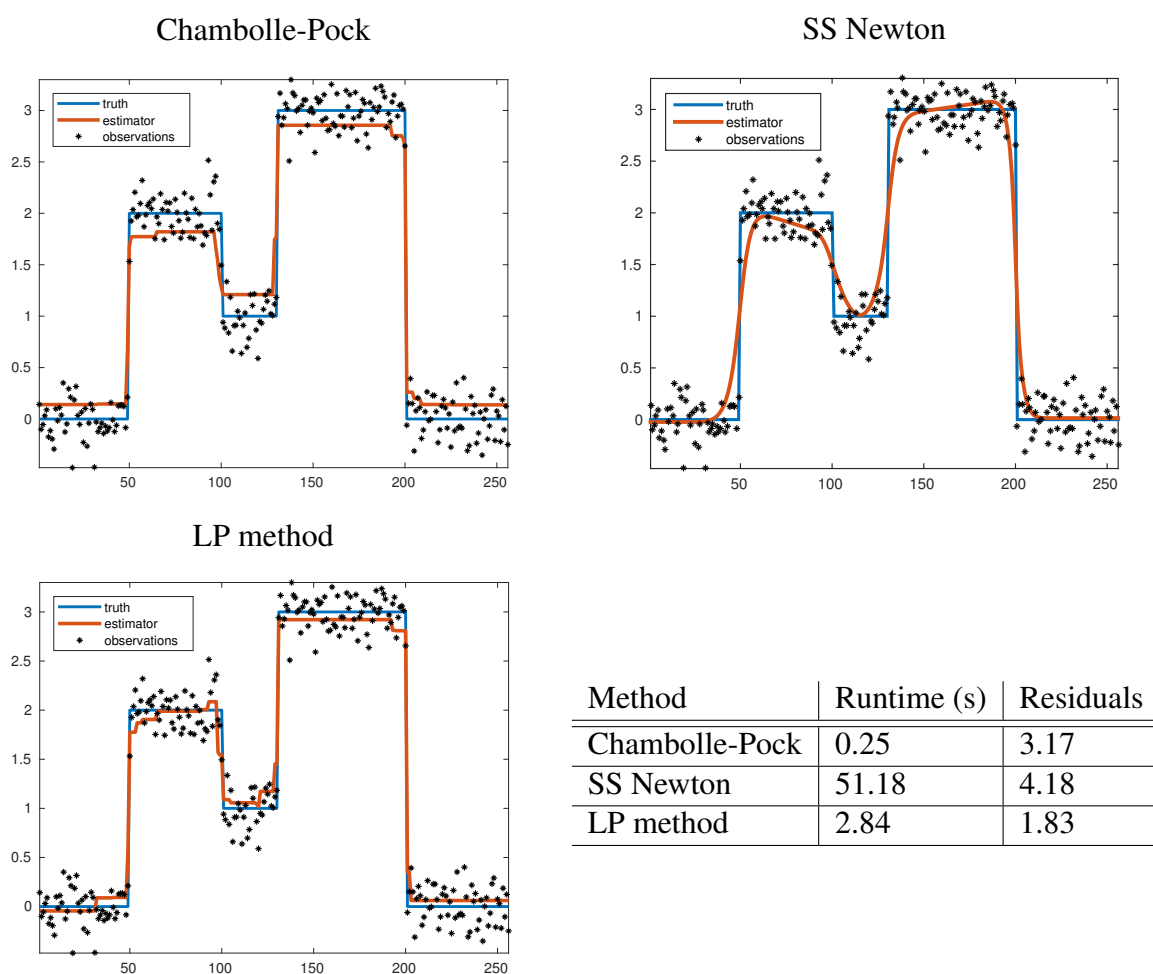 Chambolle-Pock
SS Newton
truth
estimator
observations
3
2.5
2
1.5
1
0.5
0
50
100
150
200
250
truth
estimator
observations
3
2.5
2
1.5
1
0.5
0
50
100
150
200
250
LP method
truth
estimator
observations
3
2.5
2
1.5
1
0.5
0
50
100
150
200
250
Method Runtime (s) Residuals
Chambolle-Pock 0.25 3.17
SS Newton 51.18 4.18
LP method 2.84 1.83